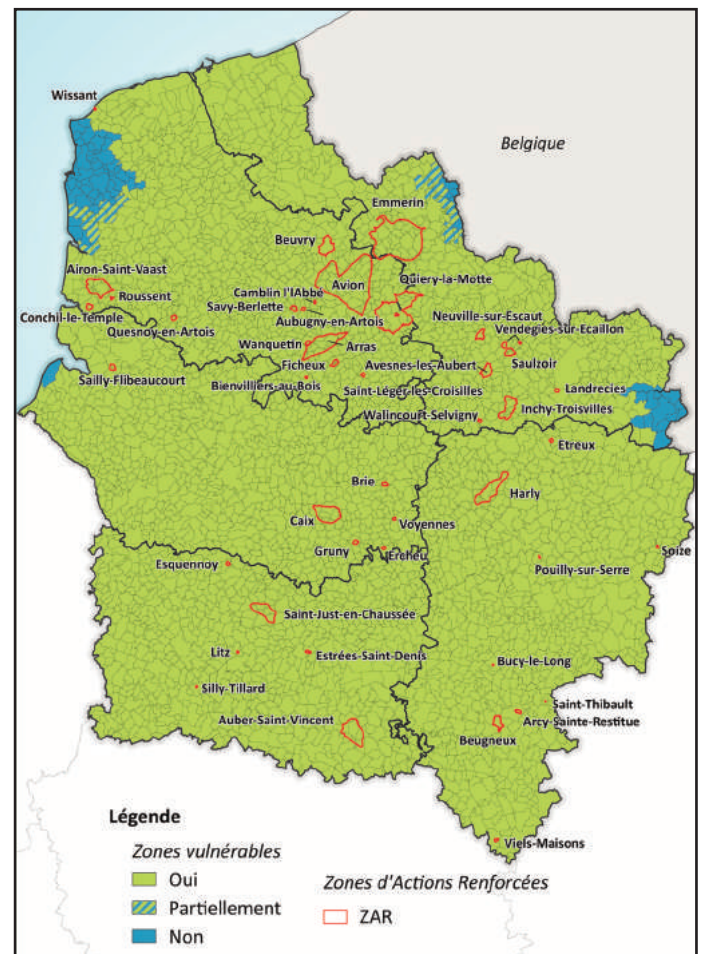 Wissant
Belgique
Emmerin
Beuvry
Airon-Saint-Vaast
Avion
Quiery-la-Motte
Roussent
Camblin l'IAbbé
Neuville-sur-Escaut
Conchil-le-Temple
Savy-Berlette
Vendegies-sur-Ecaillon
Quesnoy-en-Artois
Aubugny-en-Artois
Wanquetin
Arras
Saulzoir
Ficheux
Avesnes-les-Aubert
Sailly-Flibeaucourt
Bienvilliers-au-Bois
Saint-Léger-les-Croisilles
Landrecies
Walincourt-Selvigny
Inchy-Troisvilles
Etreux
Brie
Harly
Caix
Voyennes
Gruny
Ercheu
Soize
Esquennoy
Pouilly-sur-Serre
Saint-Just-en-Chaussée
Litz
Estrées-Saint-Denis
Bucy-le-Long
Silly-Tillard
Saint-Thibault
Auber-Saint-Vincent
Arcy-Sainte-Restitue
Beugneux
Viels-Maisons
Légende
Zones vulnérables
Oui
Partiellement
Non
Zones d'Actions Renforcées
ZAR